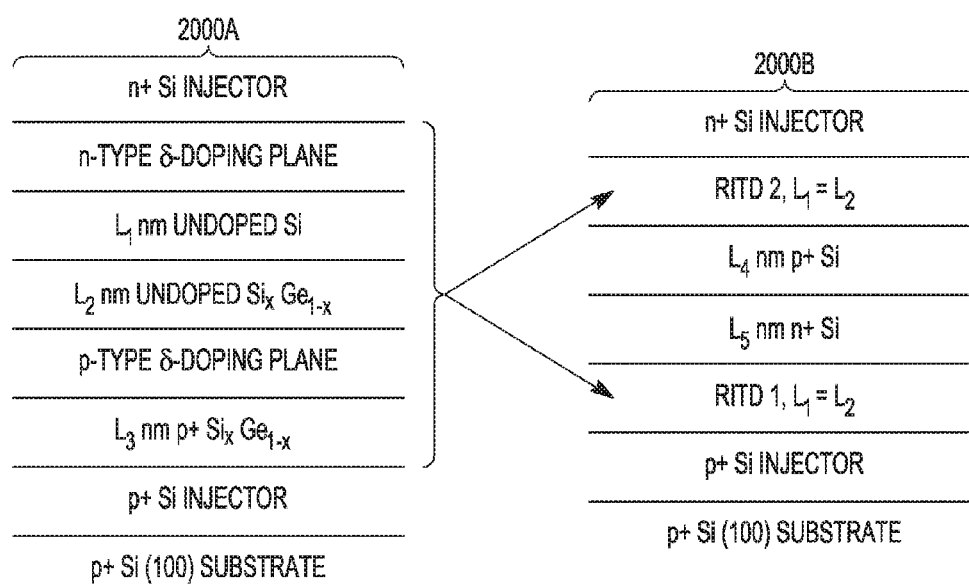 2000A
n+ Si INJECTOR
n-TYPE δ-DOPING PLANE
L₁ nm UNDOPED Si
L₂ nm UNDOPED SiₓGe₁₋ₓ
p-TYPE δ-DOPING PLANE
L₃ nm p+ SiₓGe₁₋ₓ
p+ Si INJECTOR
p+ Si (100) SUBSTRATE
2000B
n+ Si INJECTOR
RITD 2, L₁ = L₂
L₄ nm p+ Si
L₅ nm n+ Si
RITD 1, L₁ = L₂
p+ Si INJECTOR
p+ Si (100) SUBSTRATE